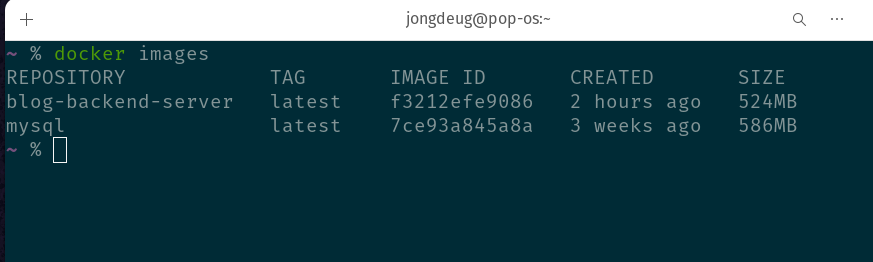 jongdeug@pop-os:~
~ % docker images
REPOSITORY TAG IMAGE ID CREATED SIZE
blog-backend-server latest f3212efe9086 2 hours ago 524MB
mysql latest 7ce93a845a8a 3 weeks ago 586MB
~ %